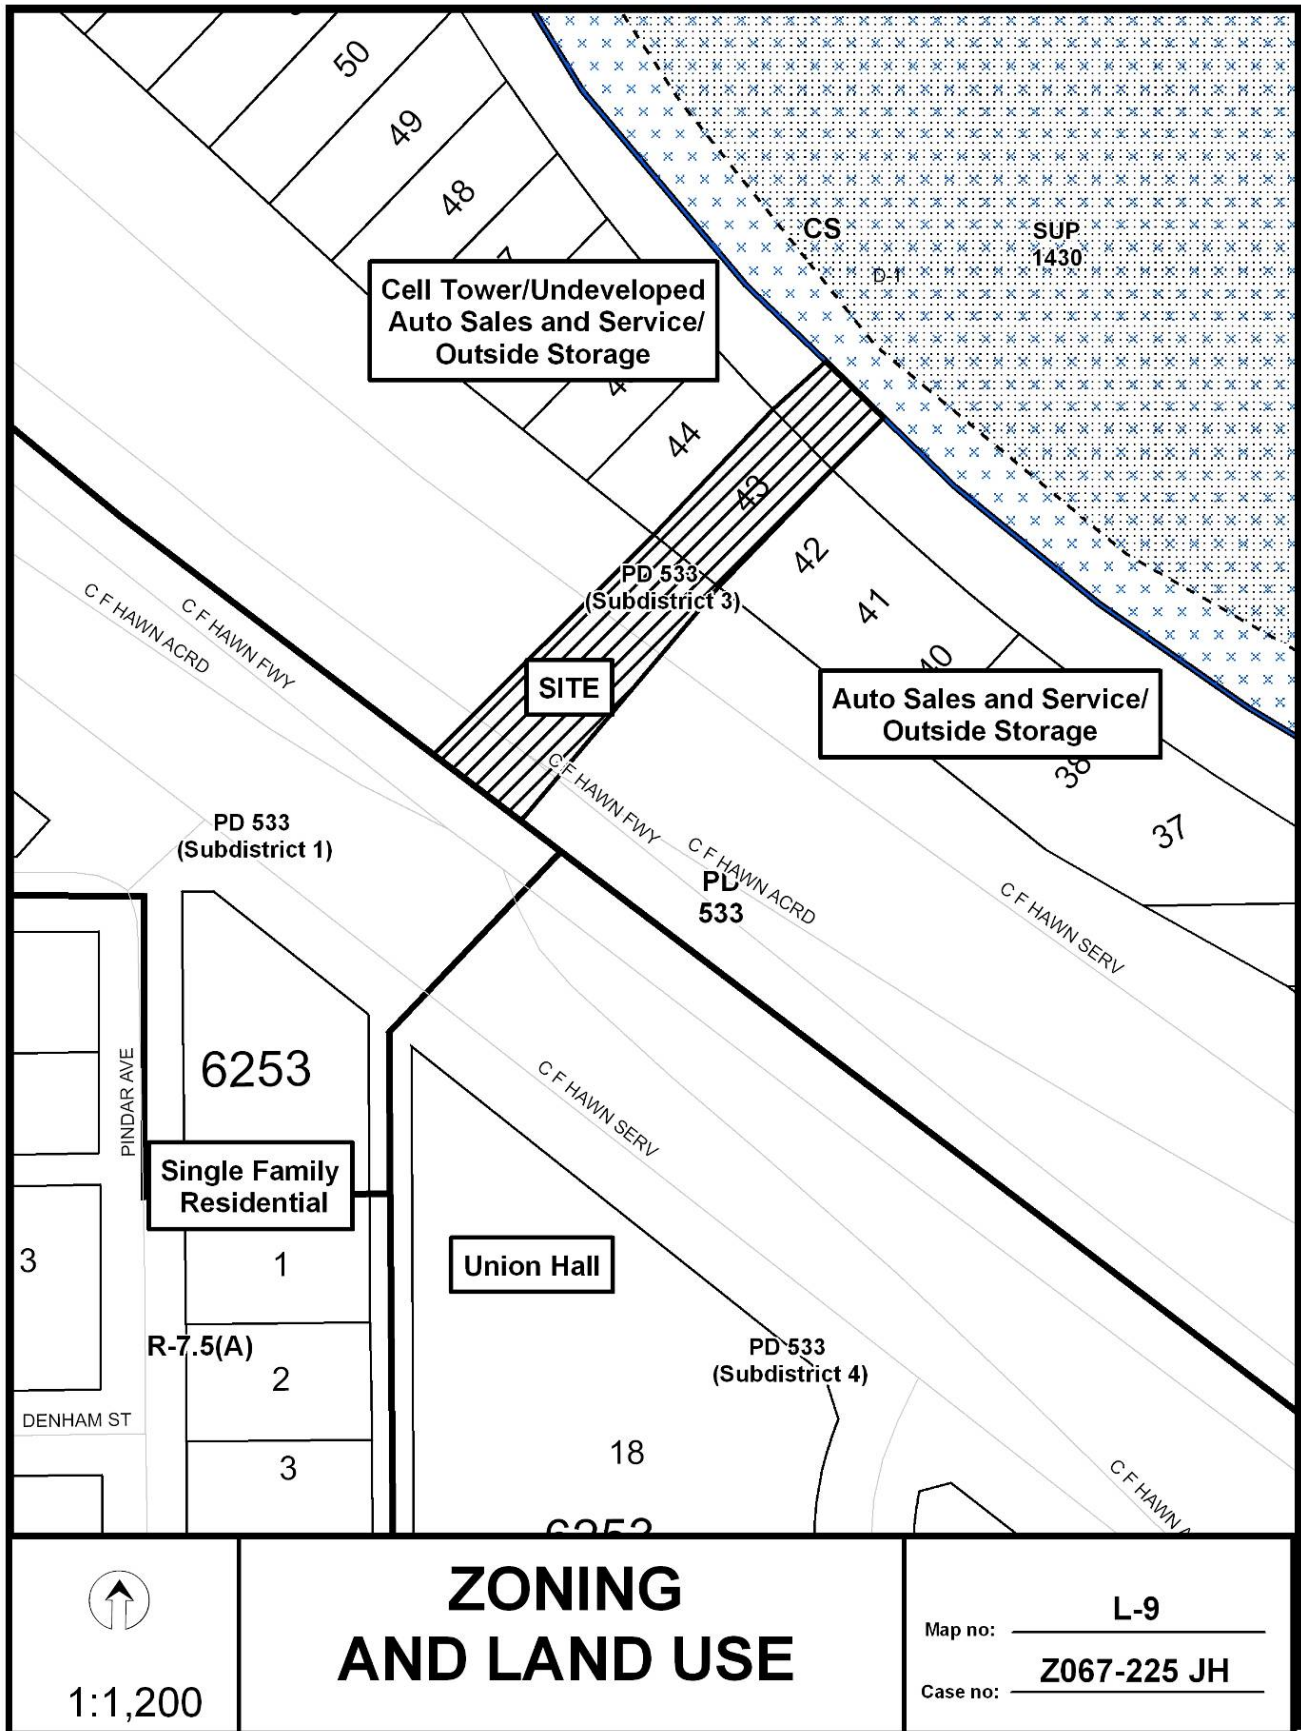 50
49
48
CS
SUP
1430
D-1
Cell Tower/Undeveloped
Auto Sales and Service/
Outside Storage
44
43
42
41
40
PD 533
(Subdistrict 3)
C F HAWN ACRD
C F HAWN FWY
SITE
Auto Sales and Service/
Outside Storage
38
37
C F HAWN FWY
C F HAWN ACRD
PD
533
C F HAWN SERV
PD 533
(Subdistrict 1)
6253
PINDAR AVE
C F HAWN SERV
Single Family
Residential
3
1
Union Hall
R-7.5(A)
2
PD 533
(Subdistrict 4)
DENHAM ST
3
18
6253
C F HAWN A
ZONING
AND LAND USE
1:1,200
Map no: L-9
Case no: Z067-225 JH